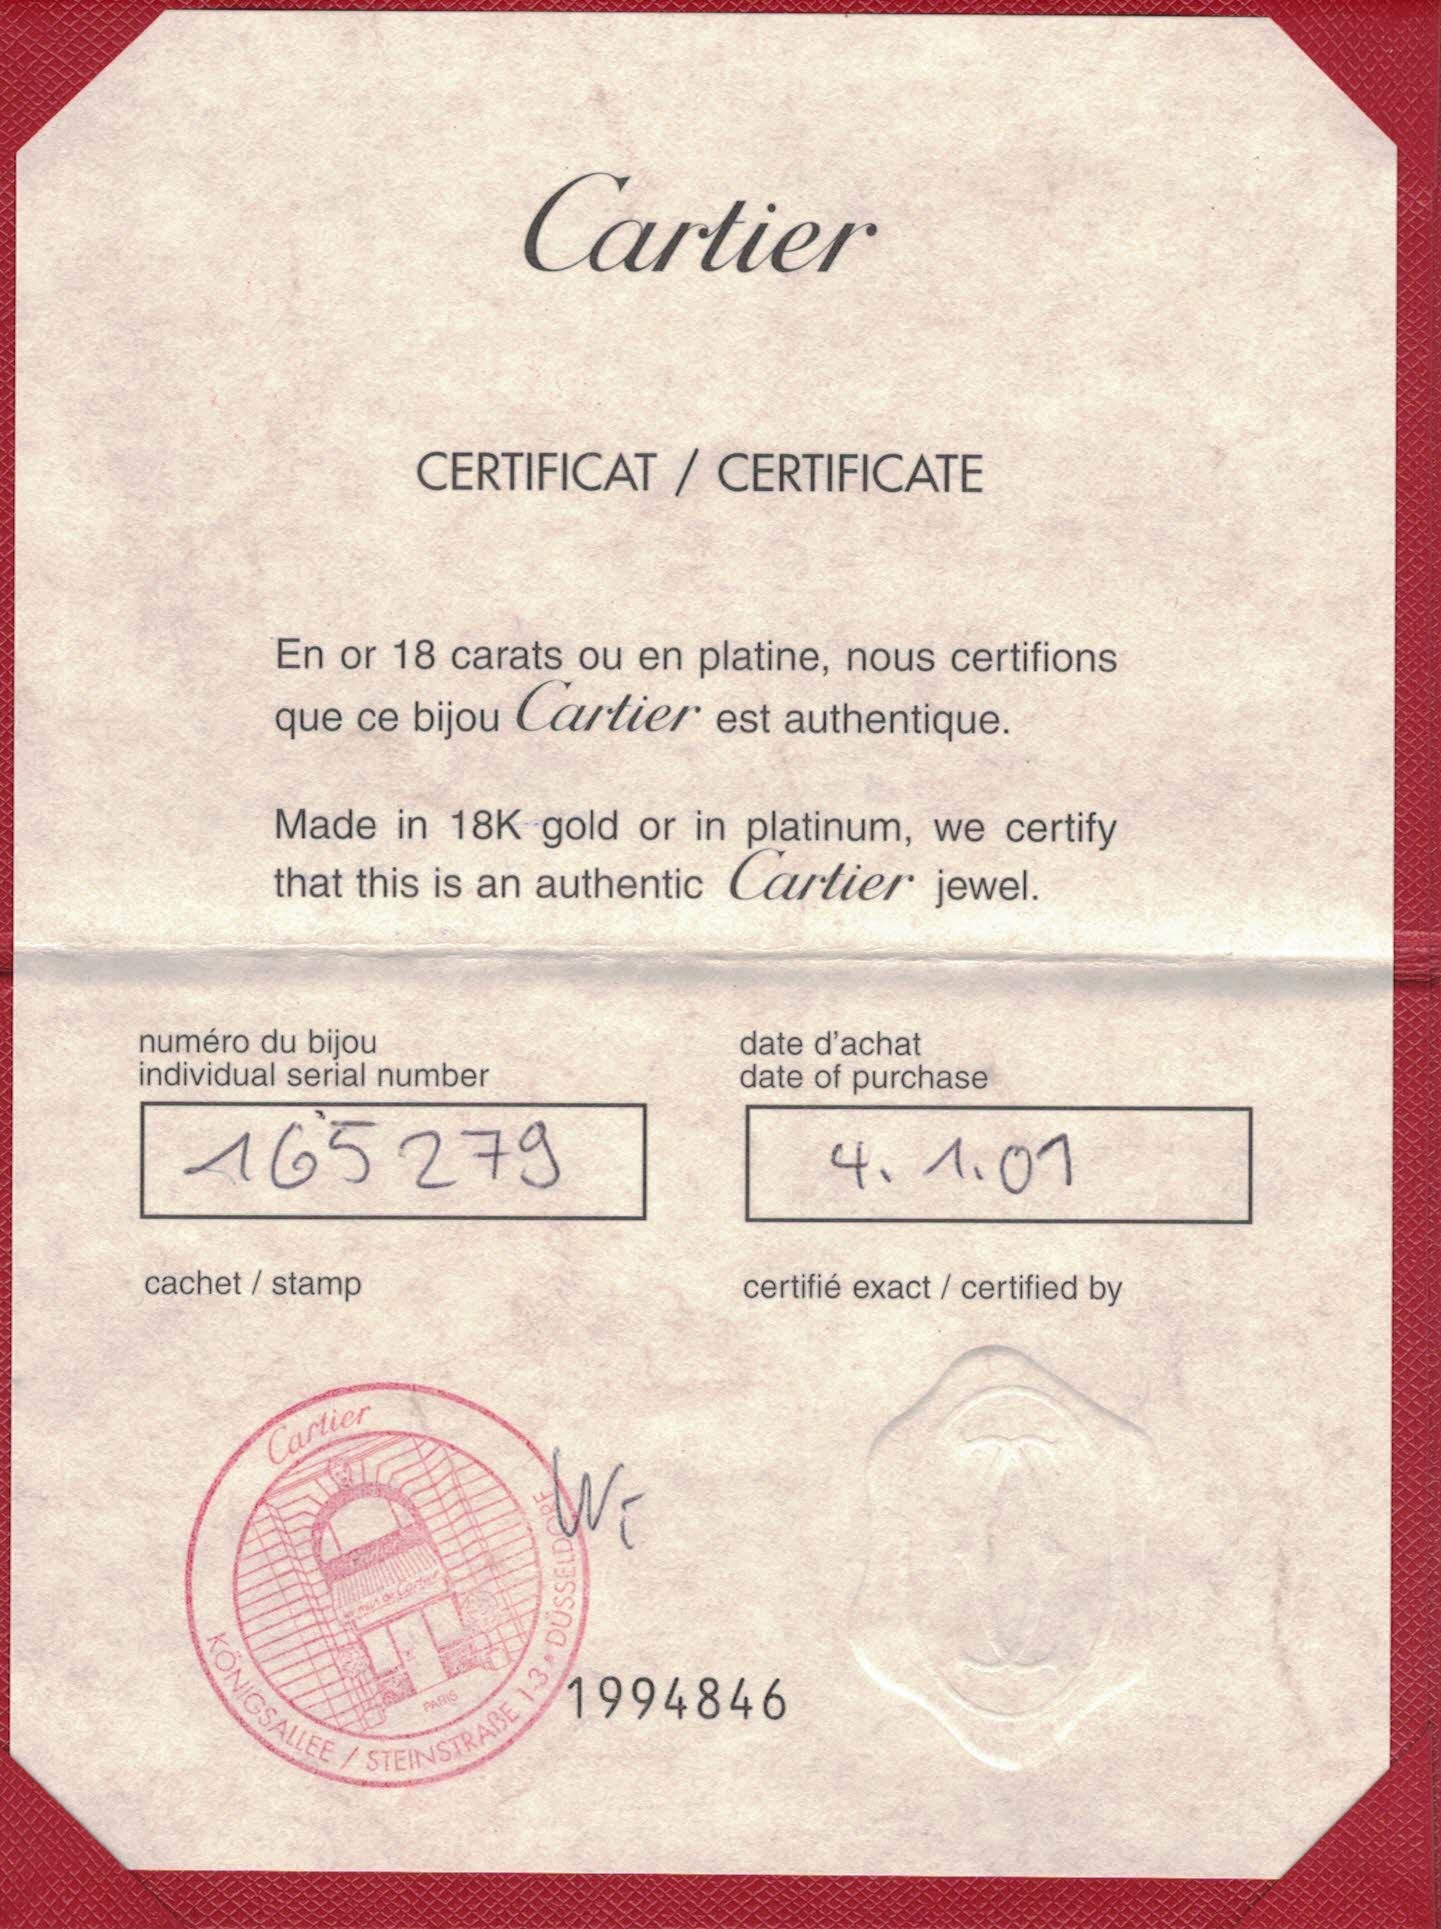 Cartier
CERTIFICAT / CERTIFICATE
En or 18 carats ou en platine, nous certifions
que ce bijou Cartier est authentique.
Made in 18K gold or in platinum, we certify
that this is an authentic Cartier jewel.
numéro du bijou
individual serial number
165279
date d'achat
date of purchase
4. 1. 01
cachet / stamp
certifié exact / certified by
Cartier
KÖNIGSALLEE / STEINSTRAßE 1-3 • DÜSSELDORF
PARIS
1994846